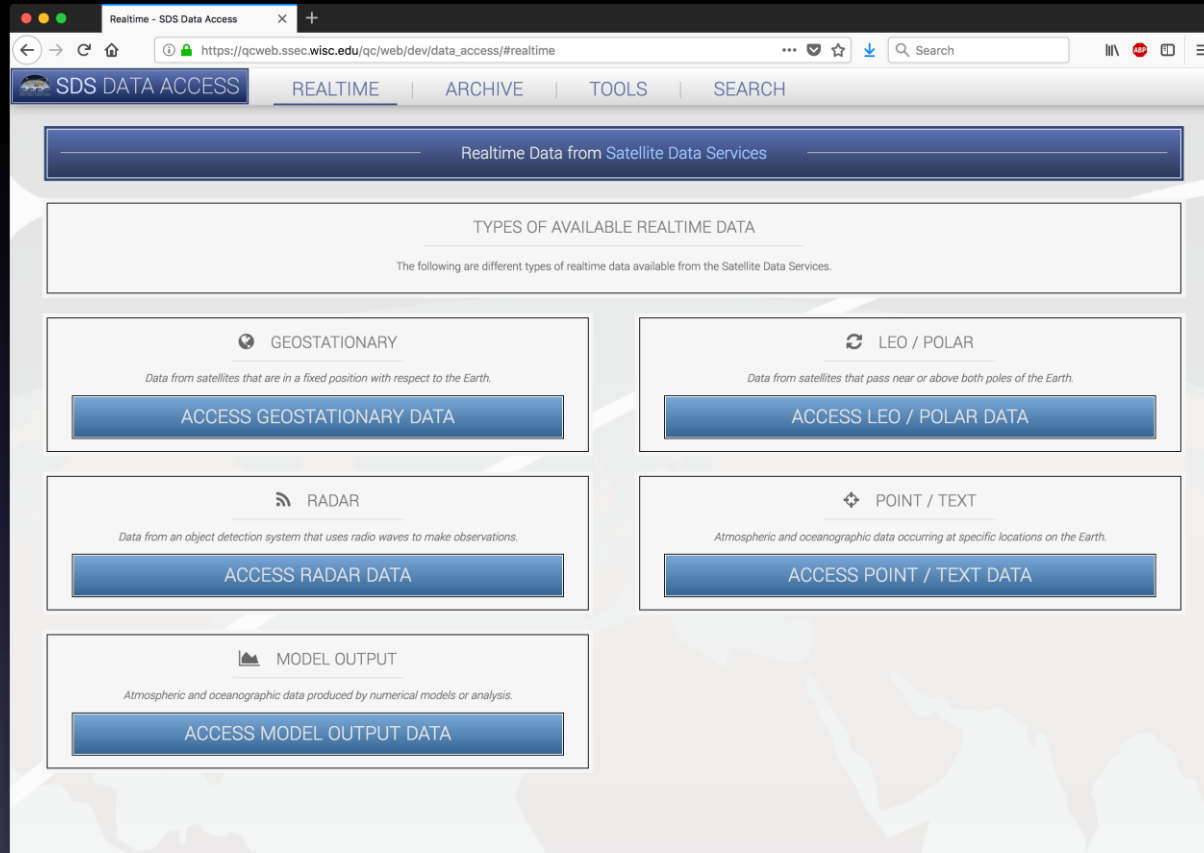 Realtime - SDS Data Access
https://qcweb.ssec.wisc.edu/qc/web/dev/data_access/#realtime
Search
ABP
SDS DATA ACCESS
REALTIME | ARCHIVE | TOOLS | SEARCH
Realtime Data from Satellite Data Services
TYPES OF AVAILABLE REALTIME DATA
The following are different types of realtime data available from the Satellite Data Services.
GEOSTATIONARY
Data from satellites that are in a fixed position with respect to the Earth.
ACCESS GEOSTATIONARY DATA
LEO / POLAR
Data from satellites that pass near or above both poles of the Earth.
ACCESS LEO / POLAR DATA
RADAR
Data from an object detection system that uses radio waves to make observations.
ACCESS RADAR DATA
POINT / TEXT
Atmospheric and oceanographic data occurring at specific locations on the Earth.
ACCESS POINT / TEXT DATA
MODEL OUTPUT
Atmospheric and oceanographic data produced by numerical models or analysis.
ACCESS MODEL OUTPUT DATA